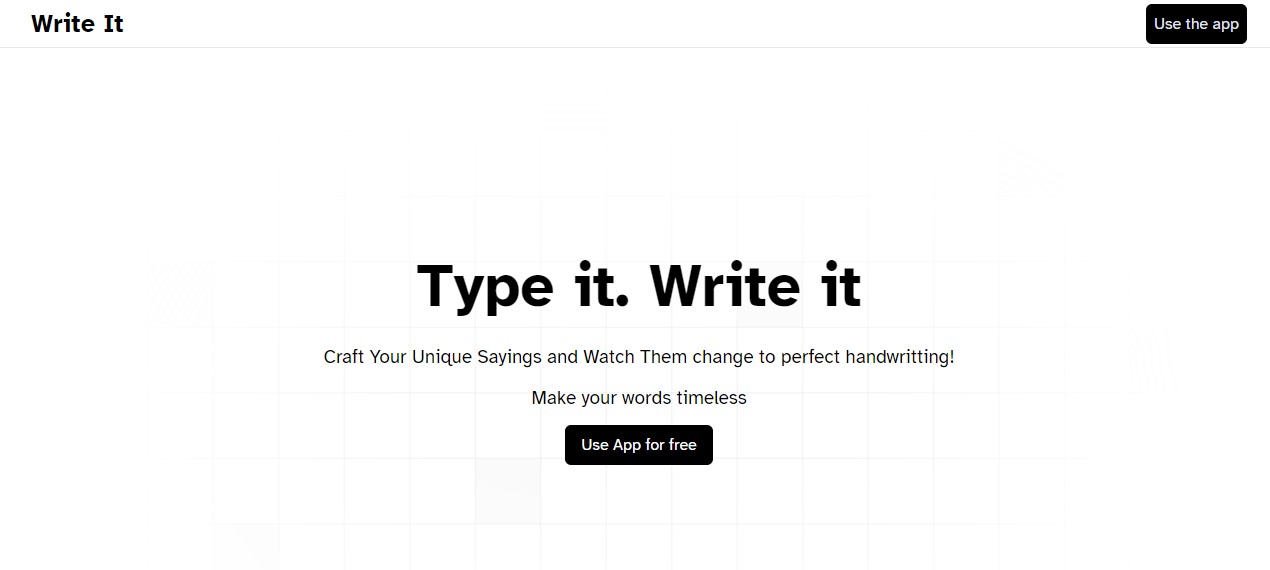 Write It
Use the app
Type it. Write it
Craft Your Unique Sayings and Watch Them change to perfect handwritting!
Make your words timeless
Use App for free